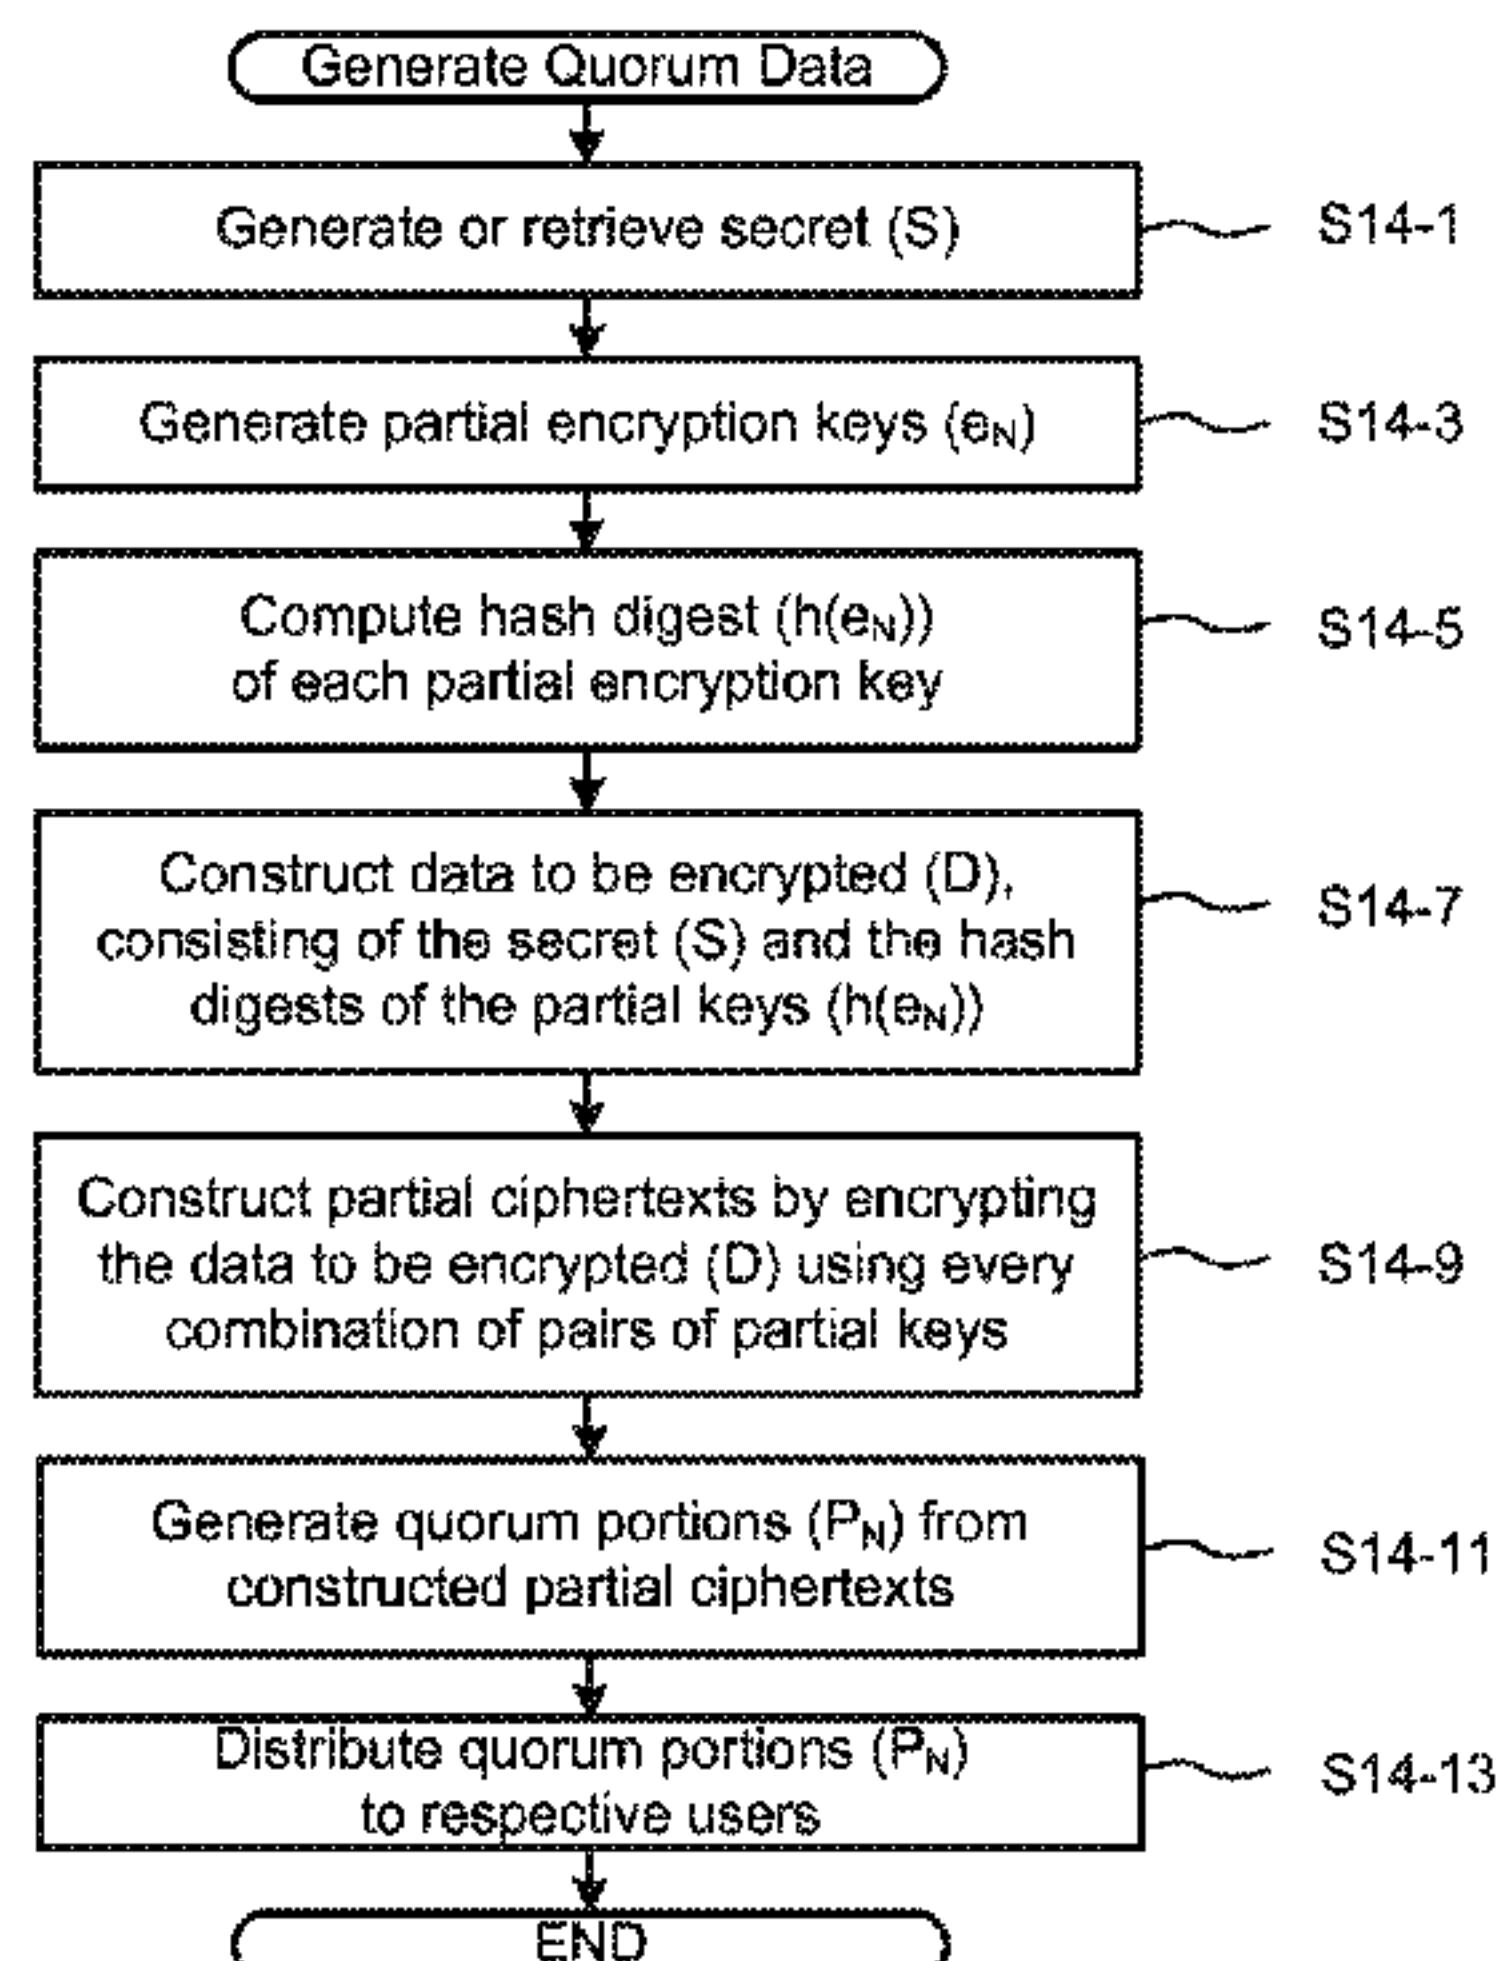 Generate Quorum Data
Generate or retrieve secret (S)
S14-1
Generate partial encryption keys (eN)
S14-3
Compute hash digest (h(eN))
of each partial encryption key
S14-5
Construct data to be encrypted (D),
consisting of the secret (S) and the hash
digests of the partial keys (h(eN))
S14-7
Construct partial ciphertexts by encrypting
the data to be encrypted (D) using every
combination of pairs of partial keys
S14-9
Generate quorum portions (PN) from
constructed partial ciphertexts
S14-11
Distribute quorum portions (PN)
to respective users
S14-13
END